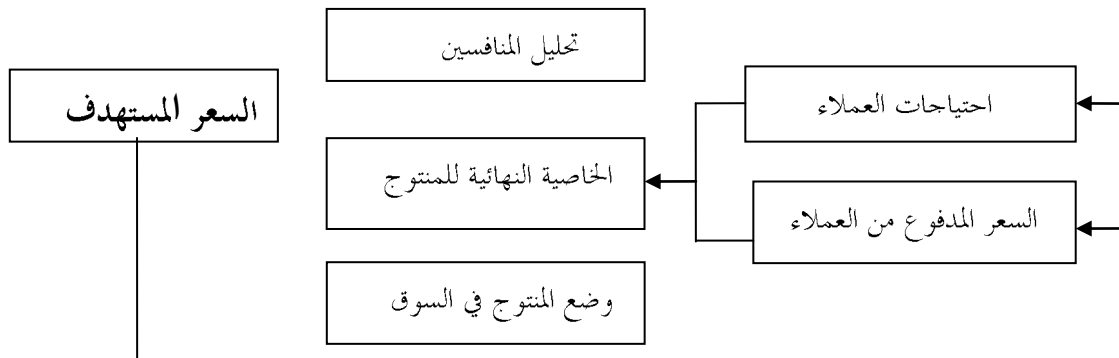 احتياجات العملاء
السعر المدفوع من العملاء
تحليل المنافسين
الخاصية النهائية للمنتوج
وضع المنتوج في السوق
السعر المستهدف